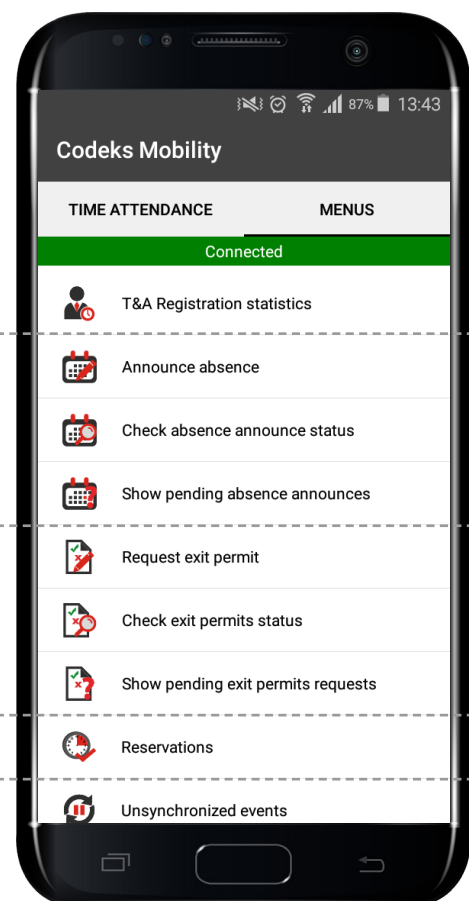 87% 13:43
Codeks Mobility
TIME ATTENDANCE MENUS
Connected
T&A Registration statistics
Announce absence
Check absence announce status
Show pending absence announces
Request exit permit
Check exit permits status
Show pending exit permits requests
Reservations
Unsynchronized events